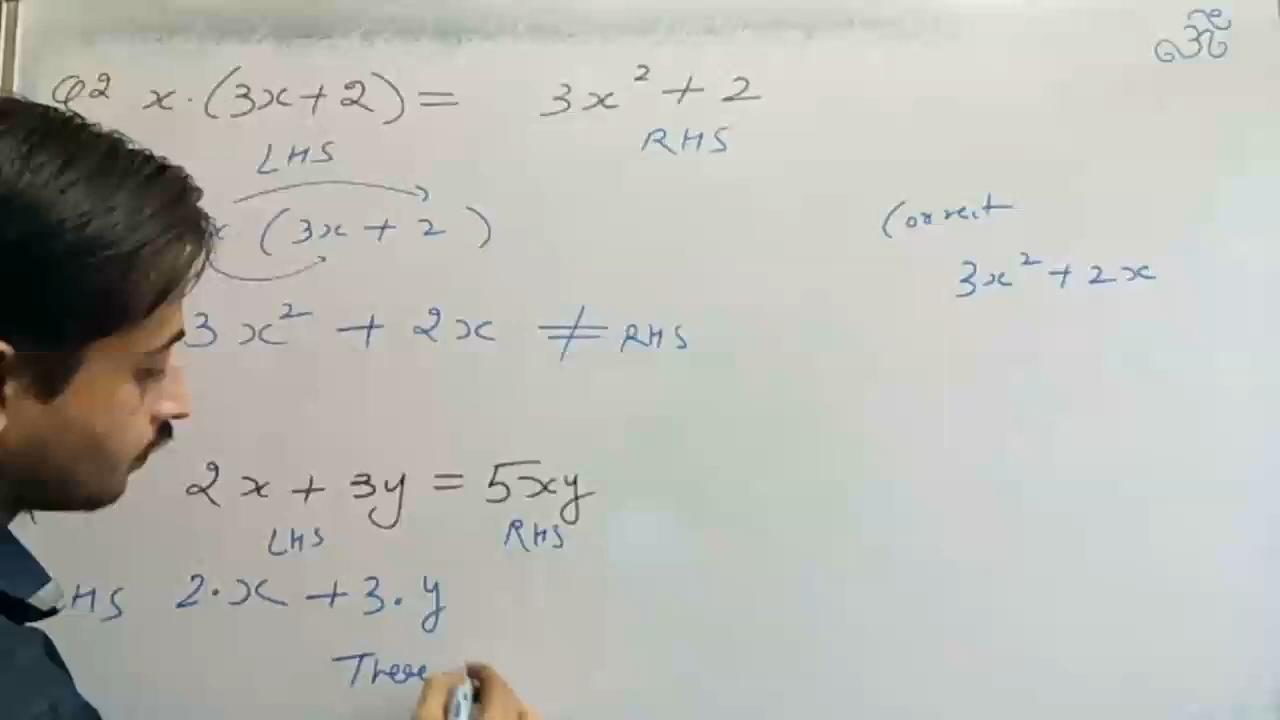 ॐ
Q2 x·(3x+2) = 3x² + 2
LHS RHS
x (3x + 2)
Correct
3x² + 2x
3x² + 2x ≠ RHS
2x + 3y = 5xy
LHS RHS
HS 2·x + 3·y
There